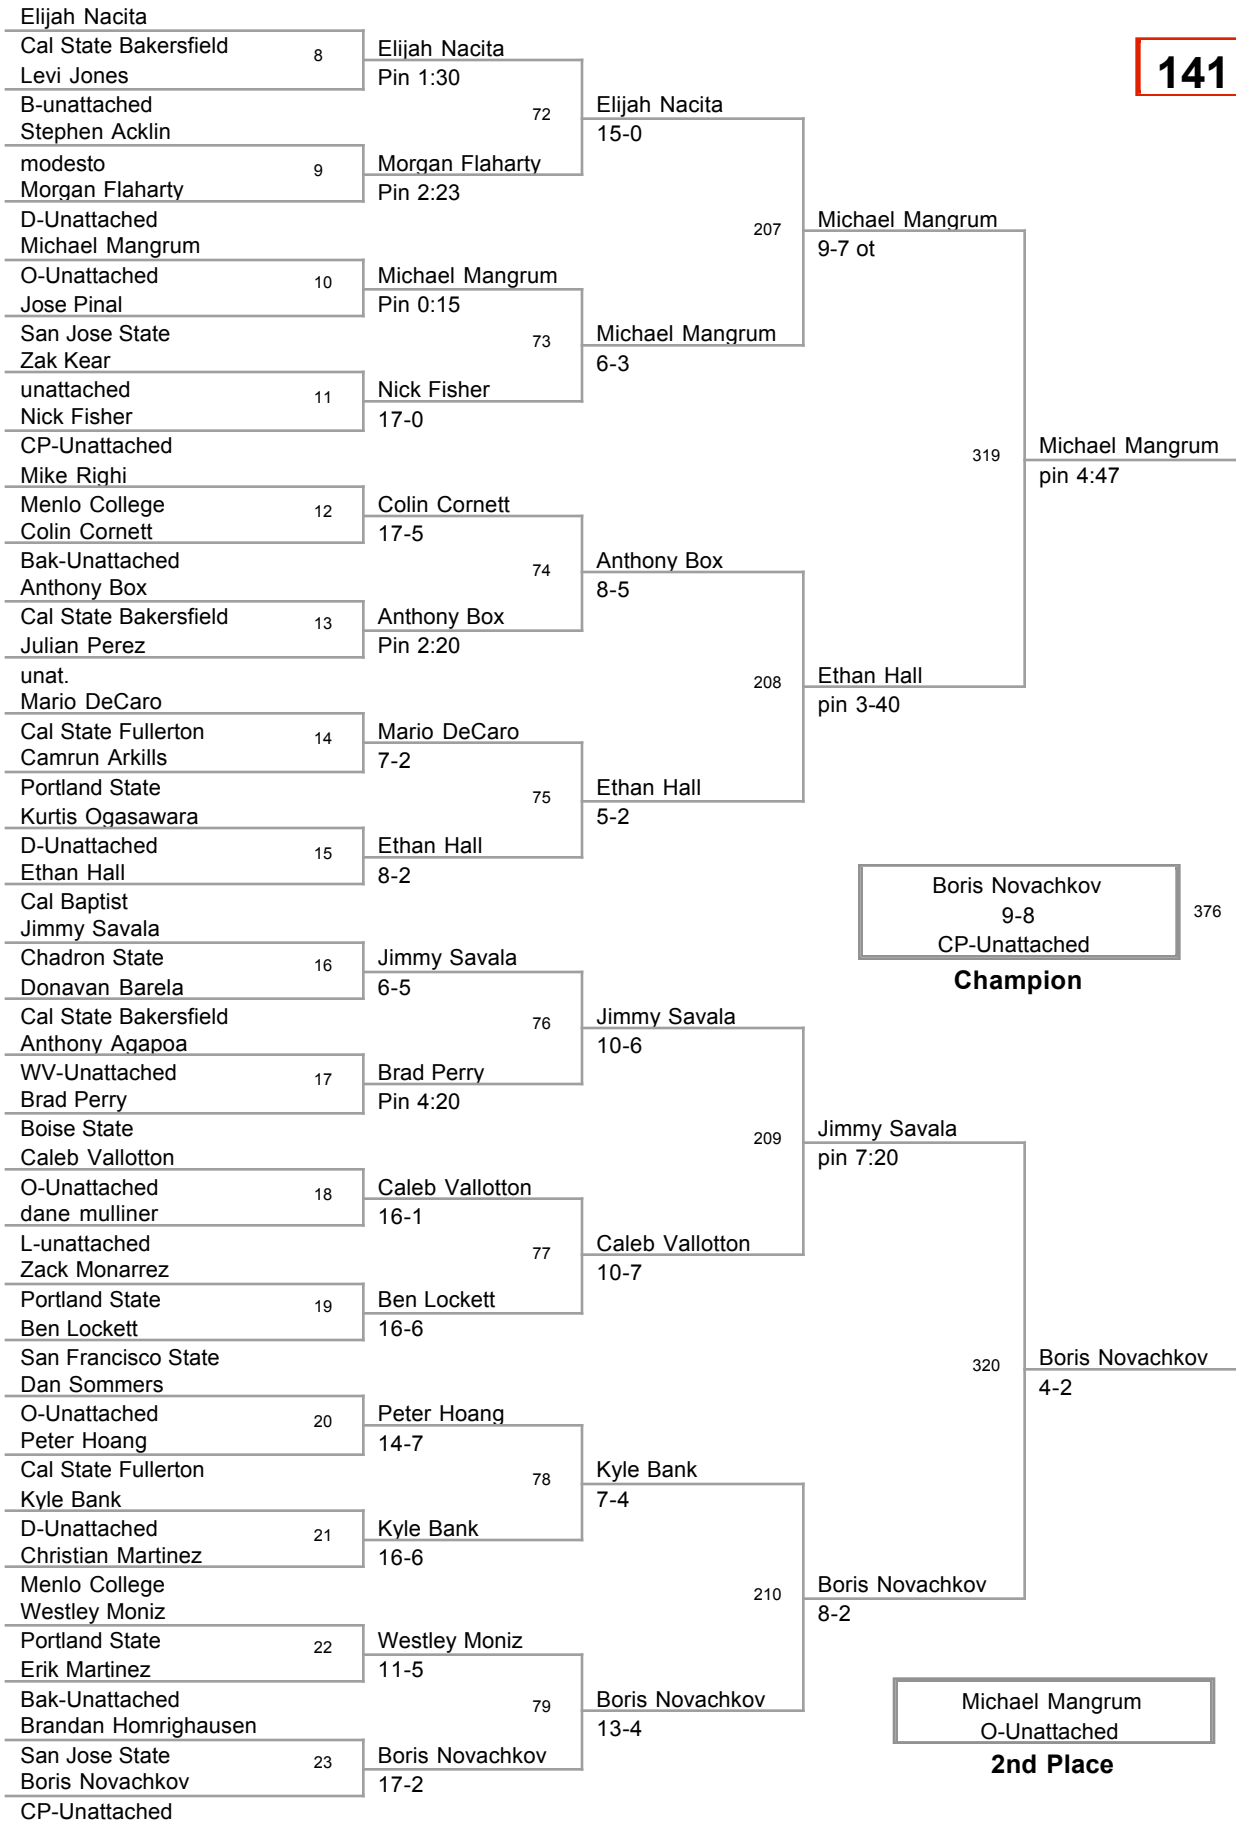 141
Elijah Nacita
Cal State Bakersfield
8
Levi Jones
B-unattached
Stephen Acklin
modesto
9
Morgan Flaharty
D-Unattached
Michael Mangrum
O-Unattached
10
Jose Pinal
San Jose State
Zak Kear
unattached
11
Nick Fisher
CP-Unattached
Mike Righi
Menlo College
12
Colin Cornett
Bak-Unattached
Anthony Box
Cal State Bakersfield
13
Julian Perez
unat.
Mario DeCaro
Cal State Fullerton
14
Camrun Arkills
Portland State
Kurtis Ogasawara
D-Unattached
15
Ethan Hall
Cal Baptist
Jimmy Savala
Chadron State
16
Donavan Barela
Cal State Bakersfield
Anthony Agapoa
WV-Unattached
17
Brad Perry
Boise State
Caleb Vallotton
O-Unattached
18
dane mulliner
L-unattached
Zack Monarrez
Portland State
19
Ben Lockett
San Francisco State
Dan Sommers
O-Unattached
20
Peter Hoang
Cal State Fullerton
Kyle Bank
D-Unattached
21
Christian Martinez
Menlo College
Westley Moniz
Portland State
22
Erik Martinez
Bak-Unattached
Brandan Homrighausen
San Jose State
23
Boris Novachkov
CP-Unattached
Elijah Nacita
Pin 1:30
72
Morgan Flaharty
Pin 2:23
Michael Mangrum
Pin 0:15
73
Nick Fisher
17-0
Colin Cornett
17-5
74
Anthony Box
Pin 2:20
Mario DeCaro
7-2
75
Ethan Hall
8-2
Jimmy Savala
6-5
76
Brad Perry
Pin 4:20
Caleb Vallotton
16-1
77
Ben Lockett
16-6
Peter Hoang
14-7
78
Kyle Bank
16-6
Westley Moniz
11-5
79
Boris Novachkov
17-2
Elijah Nacita
15-0
207
Michael Mangrum
6-3
Anthony Box
8-5
208
Ethan Hall
5-2
Jimmy Savala
10-6
209
Caleb Vallotton
10-7
Kyle Bank
7-4
210
Boris Novachkov
13-4
Michael Mangrum
9-7 ot
319
Ethan Hall
pin 3-40
Jimmy Savala
pin 7:20
320
Boris Novachkov
8-2
Michael Mangrum
pin 4:47
Boris Novachkov
4-2
Boris Novachkov
9-8
CP-Unattached
376
Champion
Michael Mangrum
O-Unattached
2nd Place